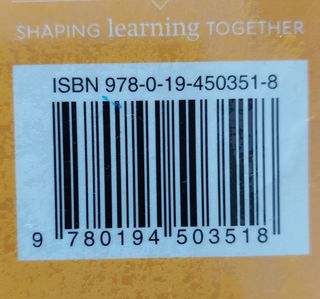 SHAPING learning TOGETHER
ISBN 978-0-19-450351-8
9 780194 503518